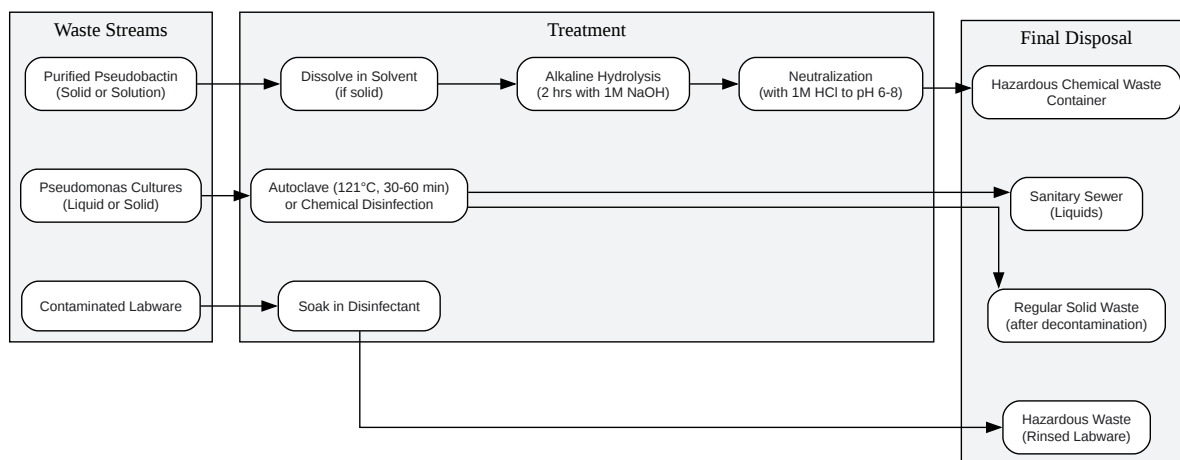 Waste Streams
Treatment
Final Disposal
Purified Pseudobactin
(Solid or Solution)
Dissolve in Solvent
(if solid)
Alkaline Hydrolysis
(2 hrs with 1M NaOH)
Neutralization
(with 1M HCl to pH 6-8)
Hazardous Chemical Waste
Container
Pseudomonas Cultures
(Liquid or Solid)
Autoclave (121°C, 30-60 min)
or Chemical Disinfection
Sanitary Sewer
(Liquids)
Contaminated Labware
Soak in Disinfectant
Regular Solid Waste
(after decontamination)
Hazardous Waste
(Rinsed Labware)